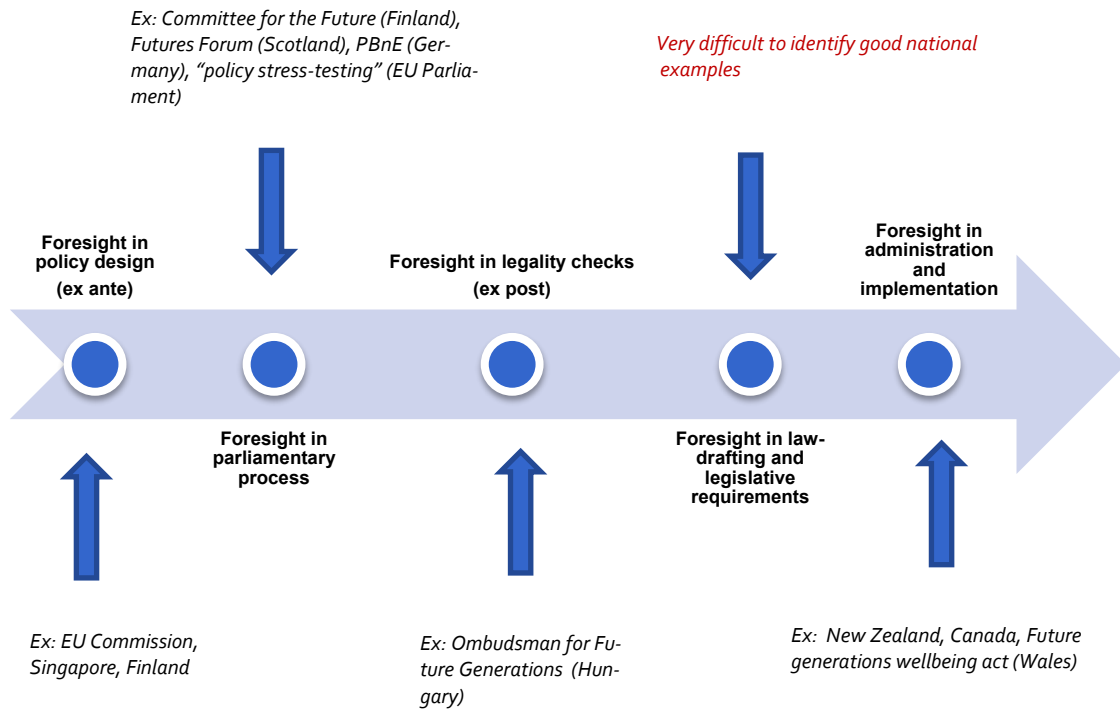 Ex: Committee for the Future (Finland),
Futures Forum (Scotland), PBnE (Ger-
many), “policy stress-testing” (EU Parlia-
ment)
Very difficult to identify good national
examples
Foresight in
policy design
(ex ante)
Foresight in legality checks
(ex post)
Foresight in
administration
and
implementation
Foresight in
parliamentary
process
Foresight in law-
drafting and
legislative
requirements
Ex: EU Commission,
Singapore, Finland
Ex: Ombudsman for Fu-
ture Generations (Hun-
gary)
Ex: New Zealand, Canada, Future
generations wellbeing act (Wales)